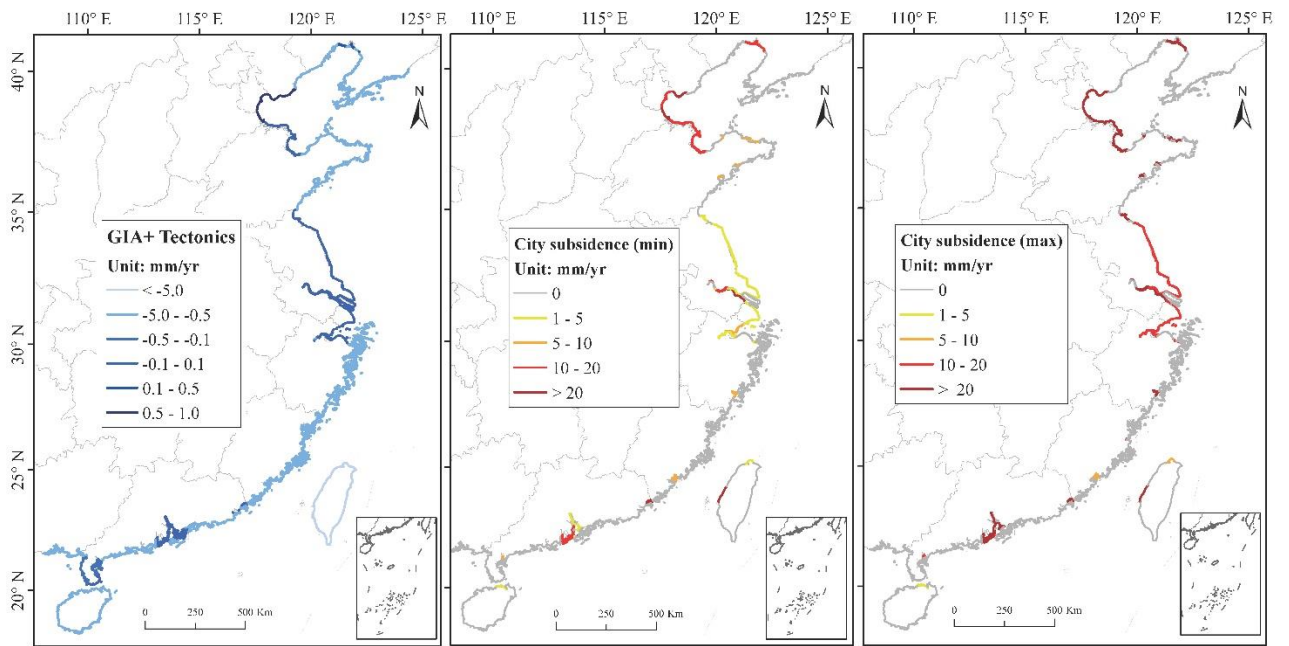 110° E 115° E 120° E 125° E 110° E 115° E 120° E 125° E 110° E 115° E 120° E 125° E
40° N
35° N
30° N
25° N
20° N
N
GIA+ Tectonics
Unit: mm/yr
< -5.0
-5.0 - -0.5
-0.5 - -0.1
-0.1 - 0.1
0.1 - 0.5
0.5 - 1.0
0 250 500 Km
N
City subsidence (min)
Unit: mm/yr
0
1 - 5
5 - 10
10 - 20
> 20
0 250 500 Km
N
City subsidence (max)
Unit: mm/yr
0
1 - 5
5 - 10
10 - 20
> 20
0 250 500 Km